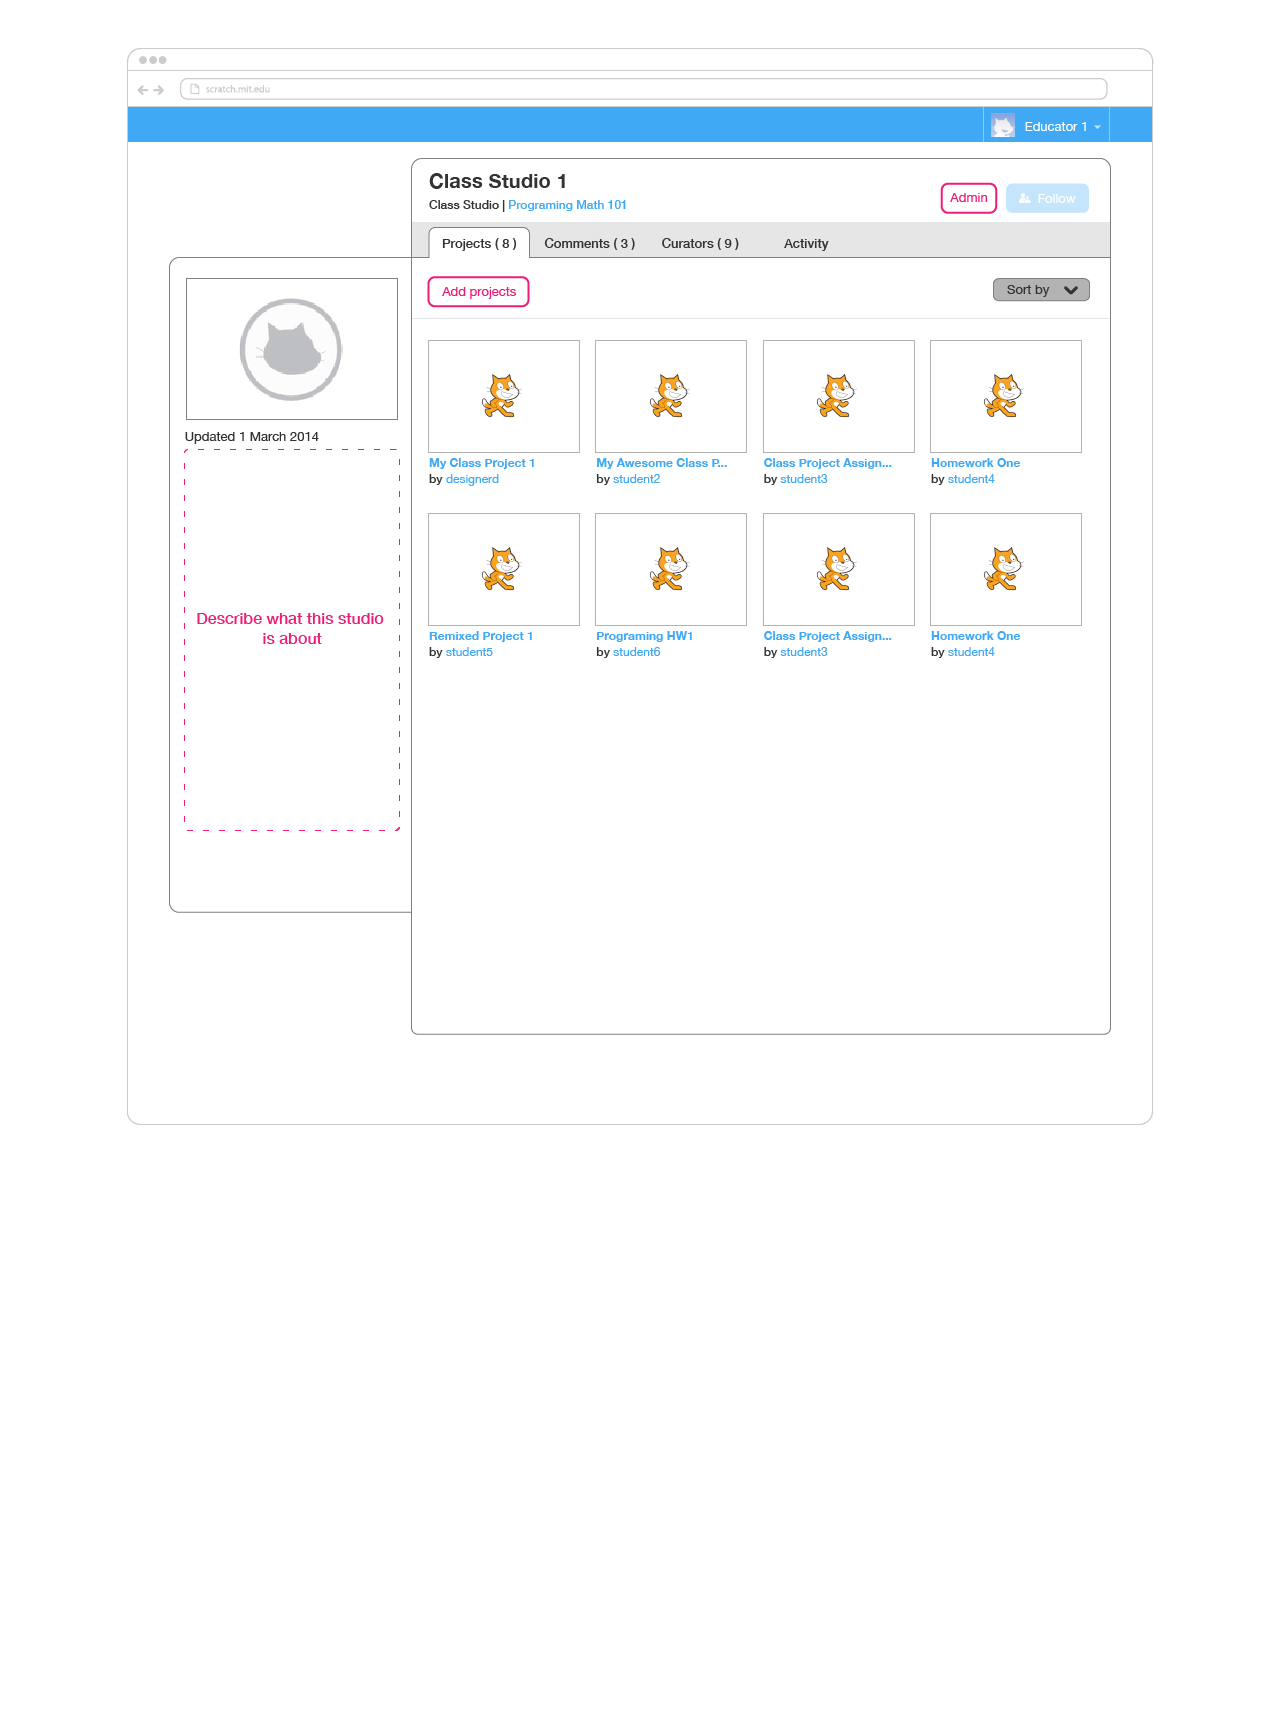 scratch.mit.edu
Educator 1
Class Studio 1
Class Studio | Programing Math 101
Admin
Follow
Projects ( 8 )
Comments ( 3 )
Curators ( 9 )
Activity
Add projects
Sort by
Updated 1 March 2014
Describe what this studio
is about
My Class Project 1
by designerd
My Awesome Class P...
by student2
Class Project Assign...
by student3
Homework One
by student4
Remixed Project 1
by student5
Programing HW1
by student6
Class Project Assign...
by student3
Homework One
by student4